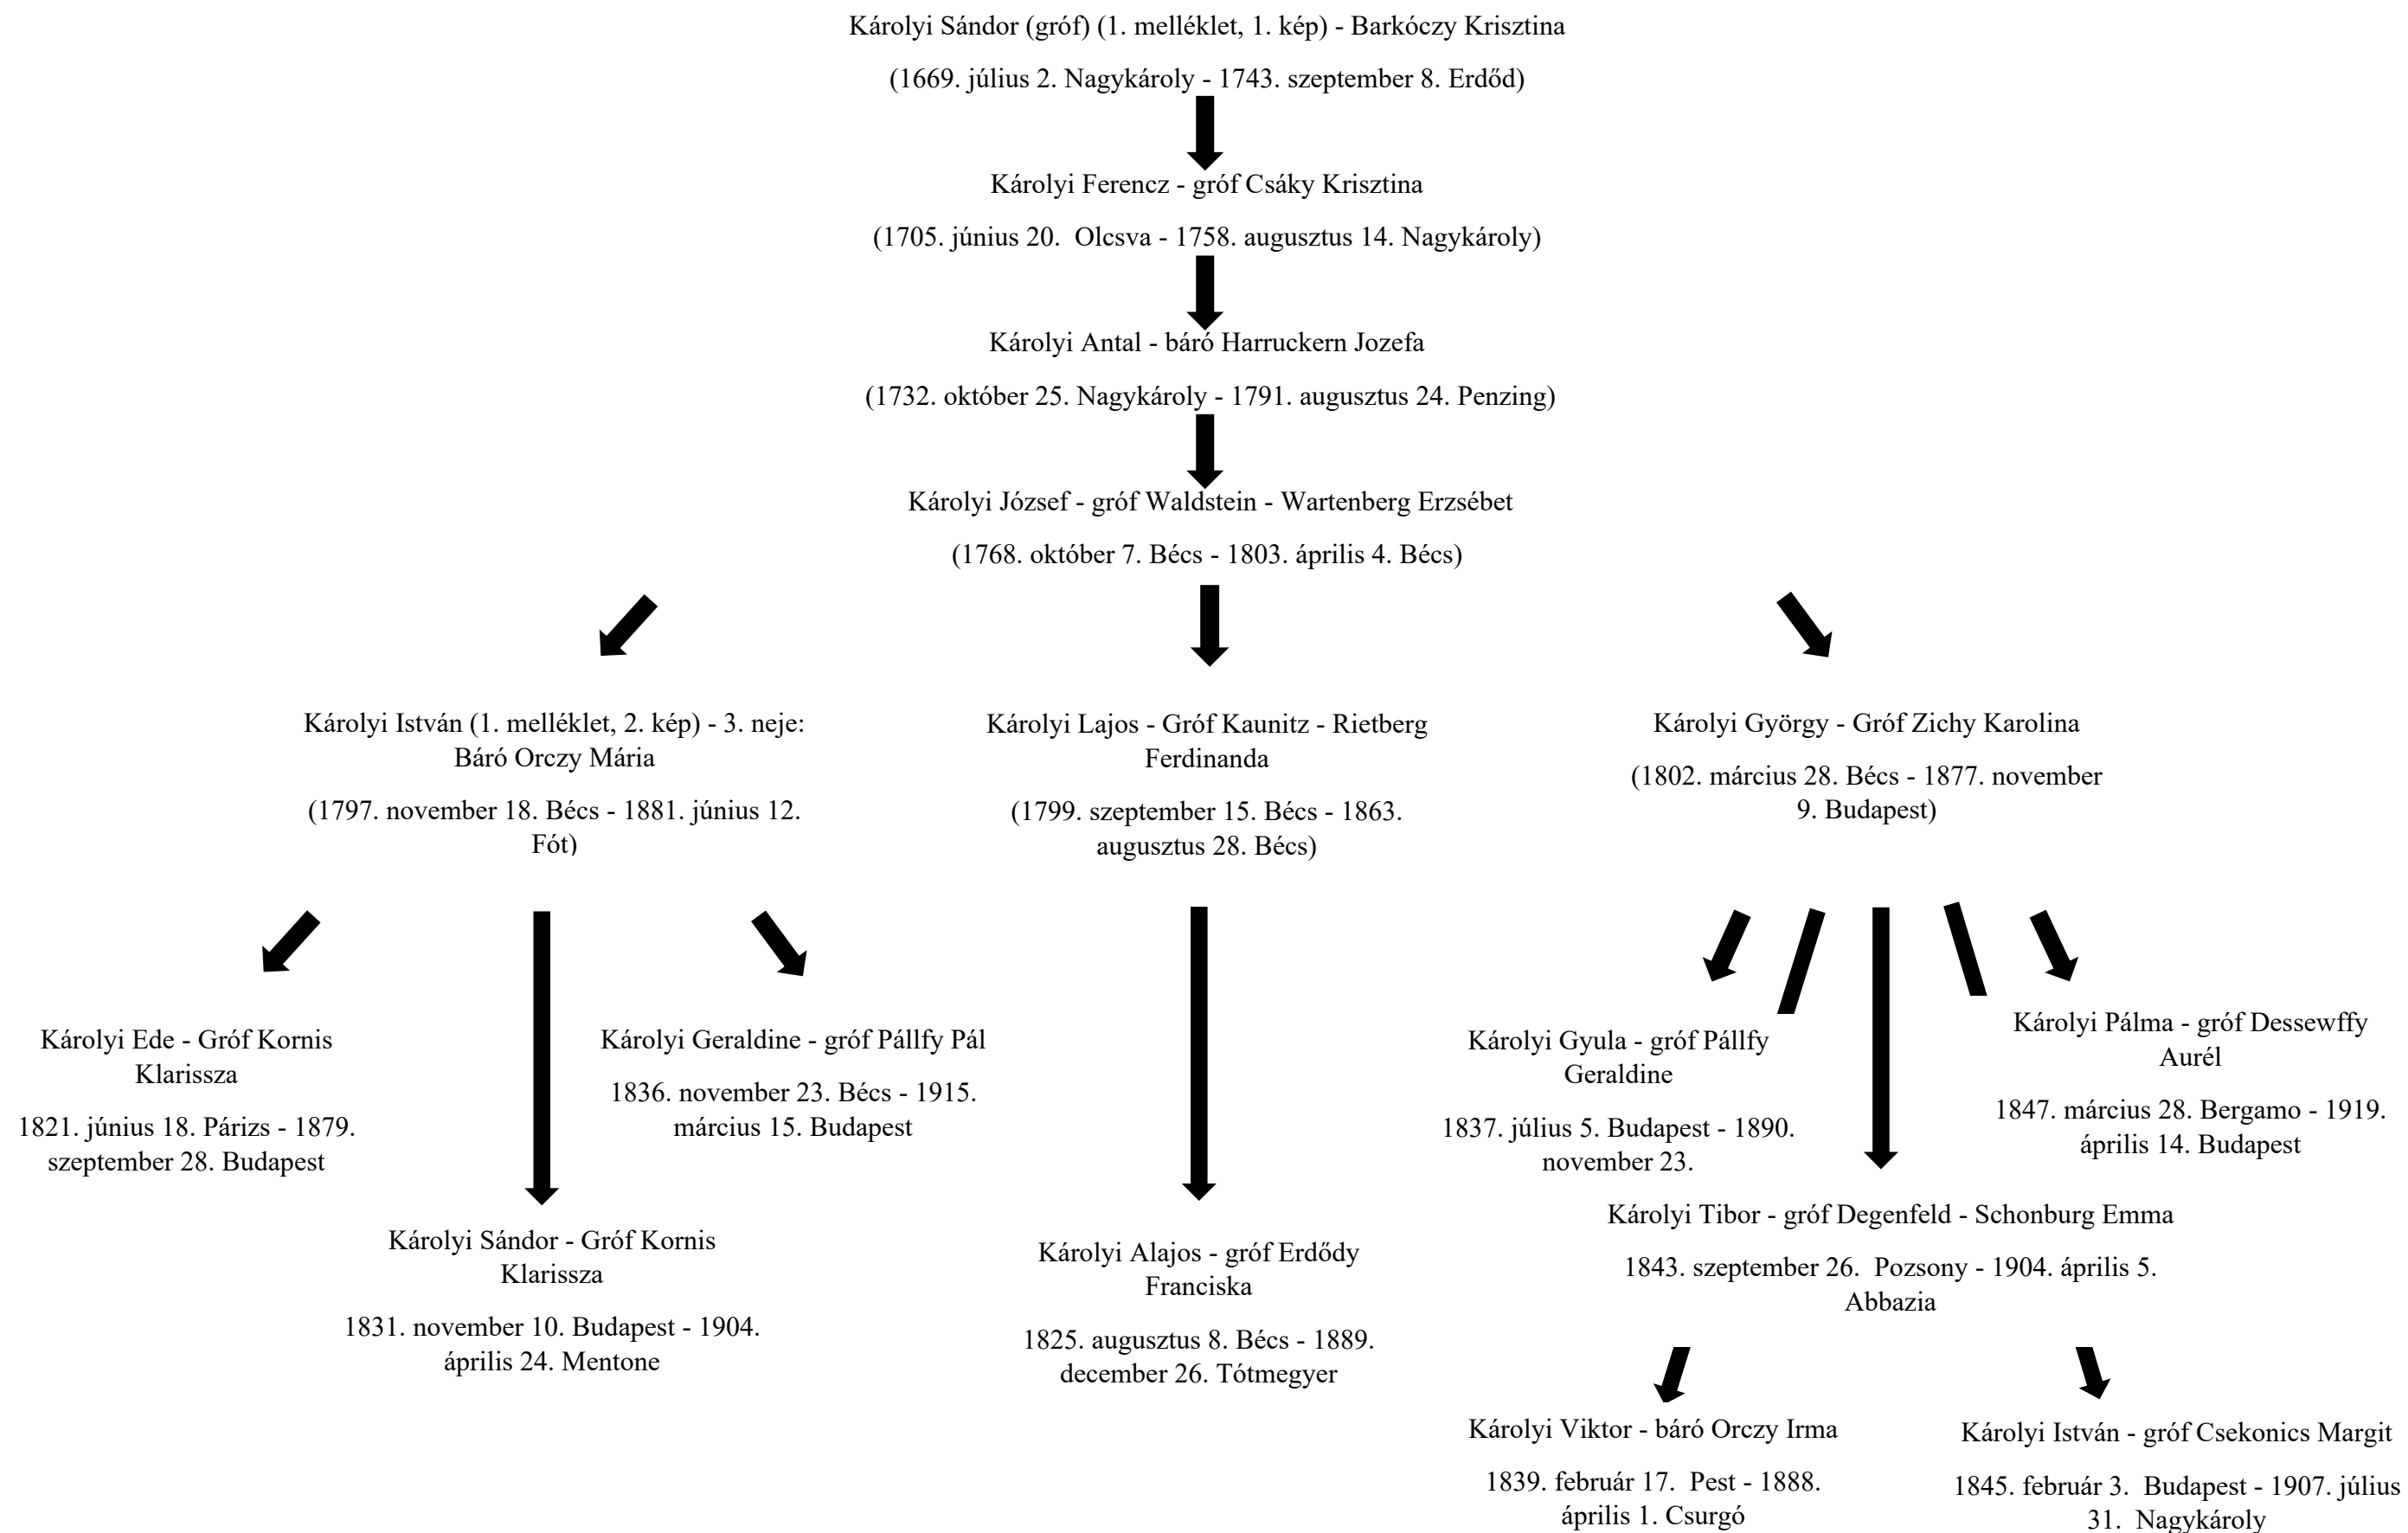 Károlyi Sándor (gróf) (1. melléklet, 1. kép) - Barkóczy Krisztina
(1669. július 2. Nagykároly - 1743. szeptember 8. Erdőd)
Károlyi Ferencz - gróf Csáky Krisztina
(1705. június 20.  Olcsva - 1758. augusztus 14. Nagykároly)
Károlyi Antal - báró Harruckern Jozefa
(1732. október 25. Nagykároly - 1791. augusztus 24. Penzing)
Károlyi József - gróf Waldstein - Wartenberg Erzsébet
(1768. október 7. Bécs - 1803. április 4. Bécs)
Károlyi István (1. melléklet, 2. kép) - 3. neje:
Báró Orczy Mária
(1797. november 18. Bécs - 1881. június 12.
Fót)
Károlyi Lajos - Gróf Kaunitz - Rietberg
Ferdinanda
(1799. szeptember 15. Bécs - 1863.
augusztus 28. Bécs)
Károlyi György - Gróf Zichy Karolina
(1802. március 28. Bécs - 1877. november
9. Budapest)
Károlyi Ede - Gróf Kornis
Klarissza
1821. június 18. Párizs - 1879.
szeptember 28. Budapest
Károlyi Sándor - Gróf Kornis
Klarissza
1831. november 10. Budapest - 1904.
április 24. Mentone
Károlyi Geraldine - gróf Pállfy Pál
1836. november 23. Bécs - 1915.
március 15. Budapest
Károlyi Alajos - gróf Erdődy
Franciska
1825. augusztus 8. Bécs - 1889.
december 26. Tótmegyer
Károlyi Gyula - gróf Pállfy
Geraldine
1837. július 5. Budapest - 1890.
november 23.
Károlyi Pálma - gróf Dessewffy
Aurél
1847. március 28. Bergamo - 1919.
április 14. Budapest
Károlyi Tibor - gróf Degenfeld - Schonburg Emma
1843. szeptember 26.  Pozsony - 1904. április 5.
Abbazia
Károlyi Viktor - báró Orczy Irma
1839. február 17.  Pest - 1888.
április 1. Csurgó
Károlyi István - gróf Csekonics Margit
1845. február 3.  Budapest - 1907. július
31.  Nagykároly